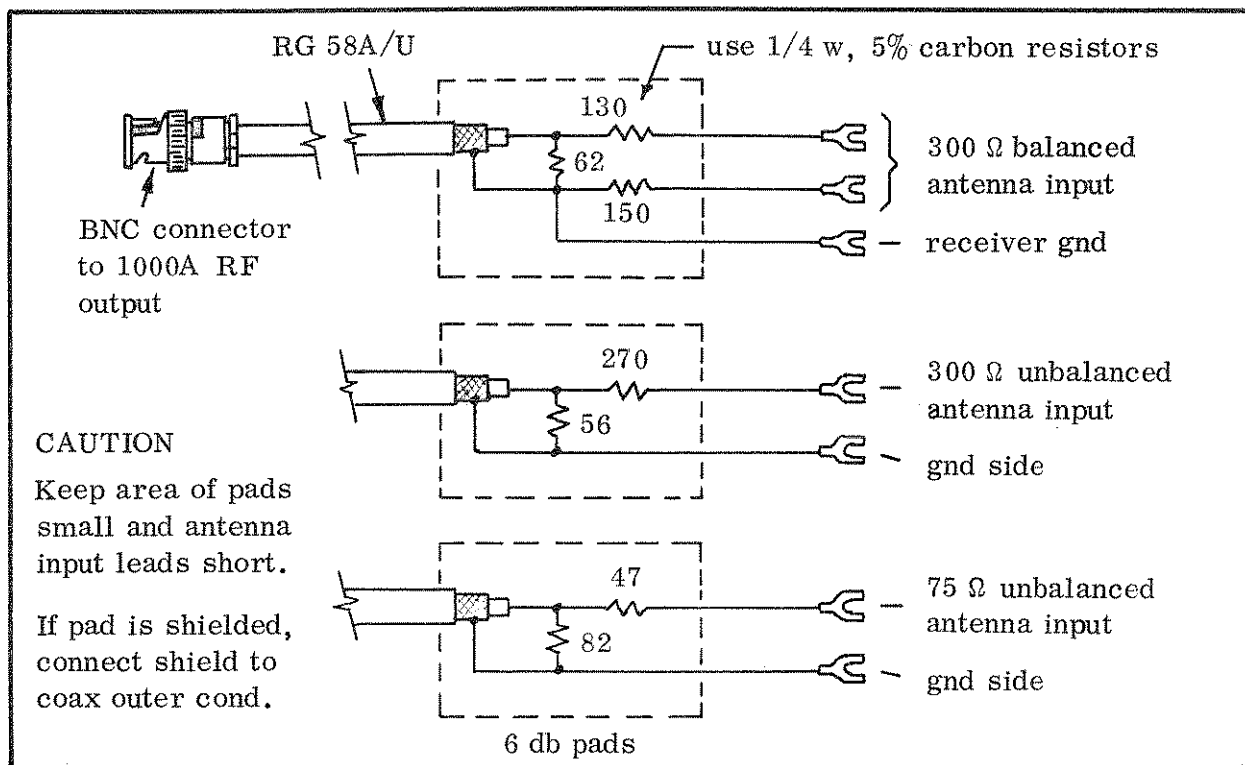 RG 58A/U
use 1/4 w, 5% carbon resistors
130
62
150
300 Ω balanced
antenna input
receiver gnd
BNC connector
to 1000A RF
output
270
56
300 Ω unbalanced
antenna input
gnd side
CAUTION
Keep area of pads
small and antenna
input leads short.
If pad is shielded,
connect shield to
coax outer cond.
47
82
75 Ω unbalanced
antenna input
gnd side
6 db pads